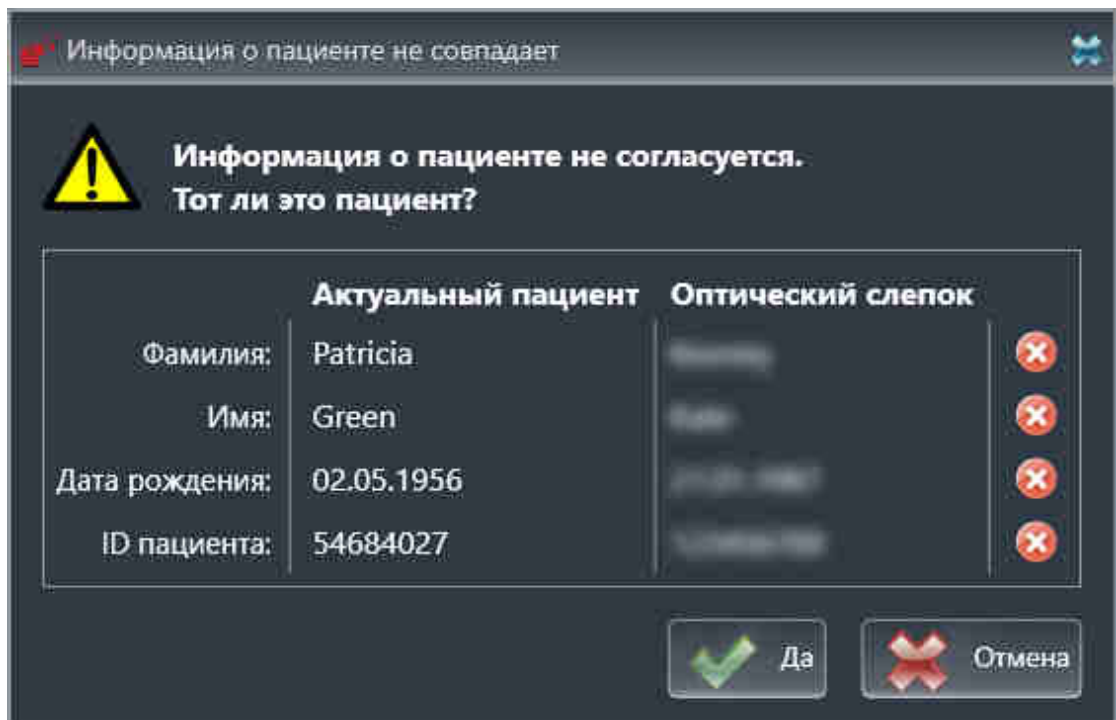 Информация о пациенте не совпадает
Информация о пациенте не согласуется.
Тот ли это пациент?
Актуальный пациент Оптический слепок
Фамилия: Patricia
Имя: Green
Дата рождения: 02.05.1956
ID пациента: 54684027
Да Отмена